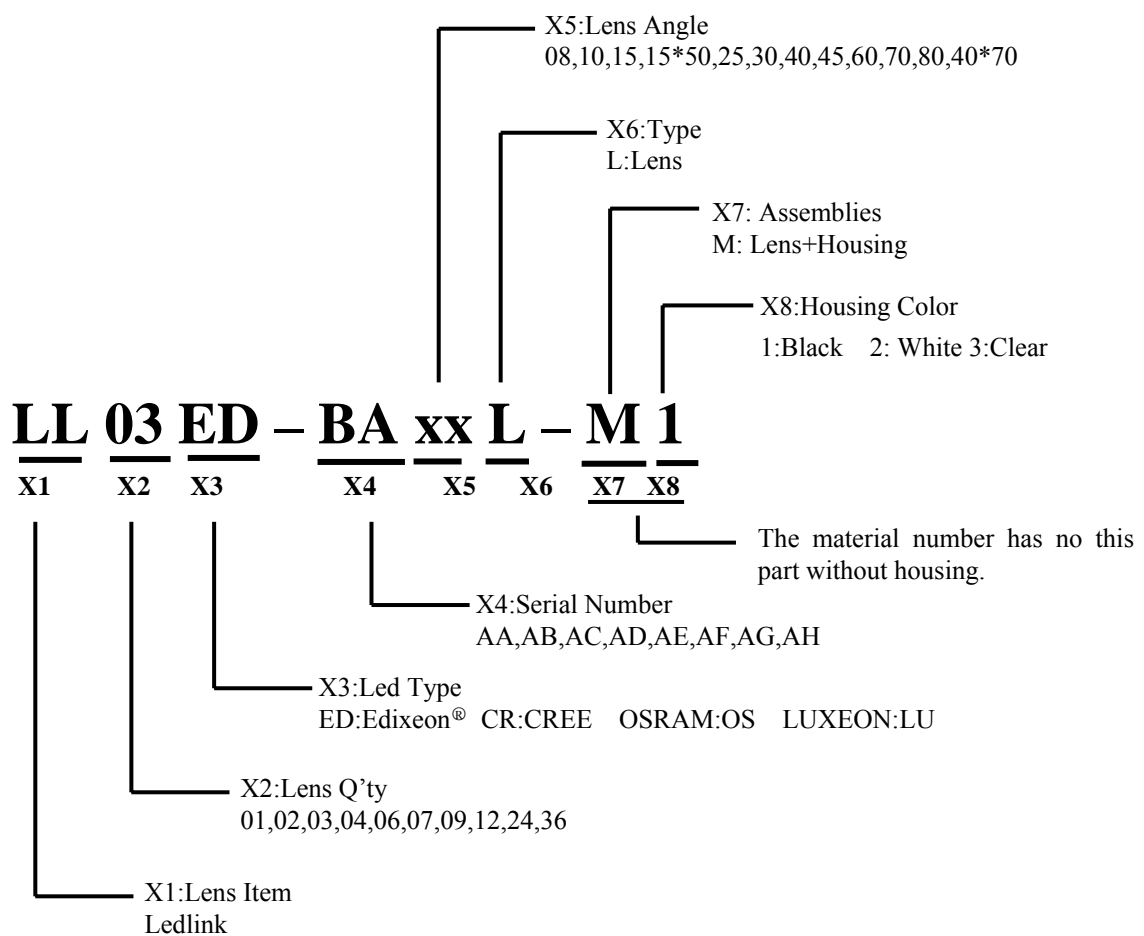 X5:Lens Angle
08,10,15,15*50,25,30,40,45,60,70,80,40*70
X6:Type
L:Lens
X7: Assemblies
M: Lens+Housing
X8:Housing Color
1:Black 2: White 3:Clear
LL 03 ED – BA xx L – M 1
X1 X2 X3 X4 X5 X6 X7 X8
The material number has no this
part without housing.
X4:Serial Number
AA,AB,AC,AD,AE,AF,AG,AH
X3:Led Type
ED:Edixeon® CR:CREE OSRAM:OS LUXEON:LU
X2:Lens Q’ty
01,02,03,04,06,07,09,12,24,36
X1:Lens Item
Ledlink